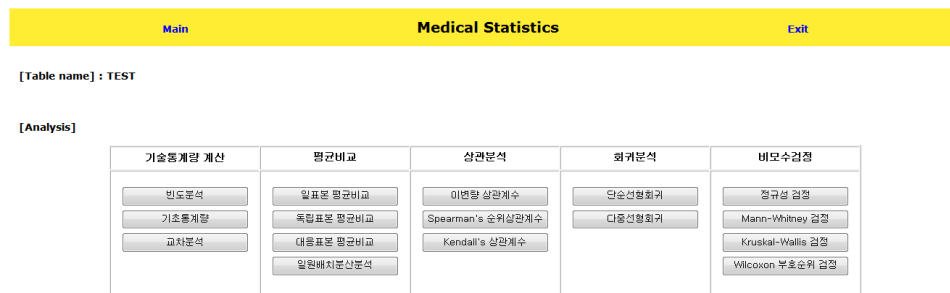 Main Medical Statistics Exit
[Table name] : TEST
[Analysis]
기술통계량 계산 평균비교 상관분석 회귀분석 비모수검정
빈도분석 일표본 평균비교 이변량 상관계수 단순선형회귀 정규성 검정
기초통계량 독립표본 평균비교 Spearman's 순위상관계수 다중선형회귀 Mann-Whitney 검정
교차분석 대응표본 평균비교 Kendall's 상관계수 Kruskal-Wallis 검정
일원배치분산분석 Wilcoxon 부호순위 검정